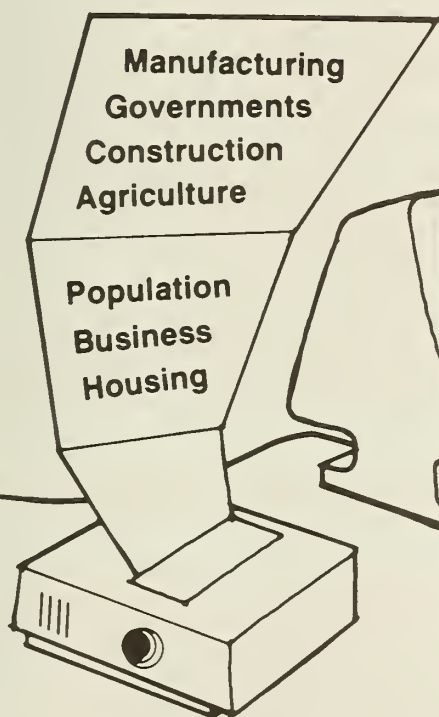 Manufacturing
Governments
Construction
Agriculture
Population
Business
Housing